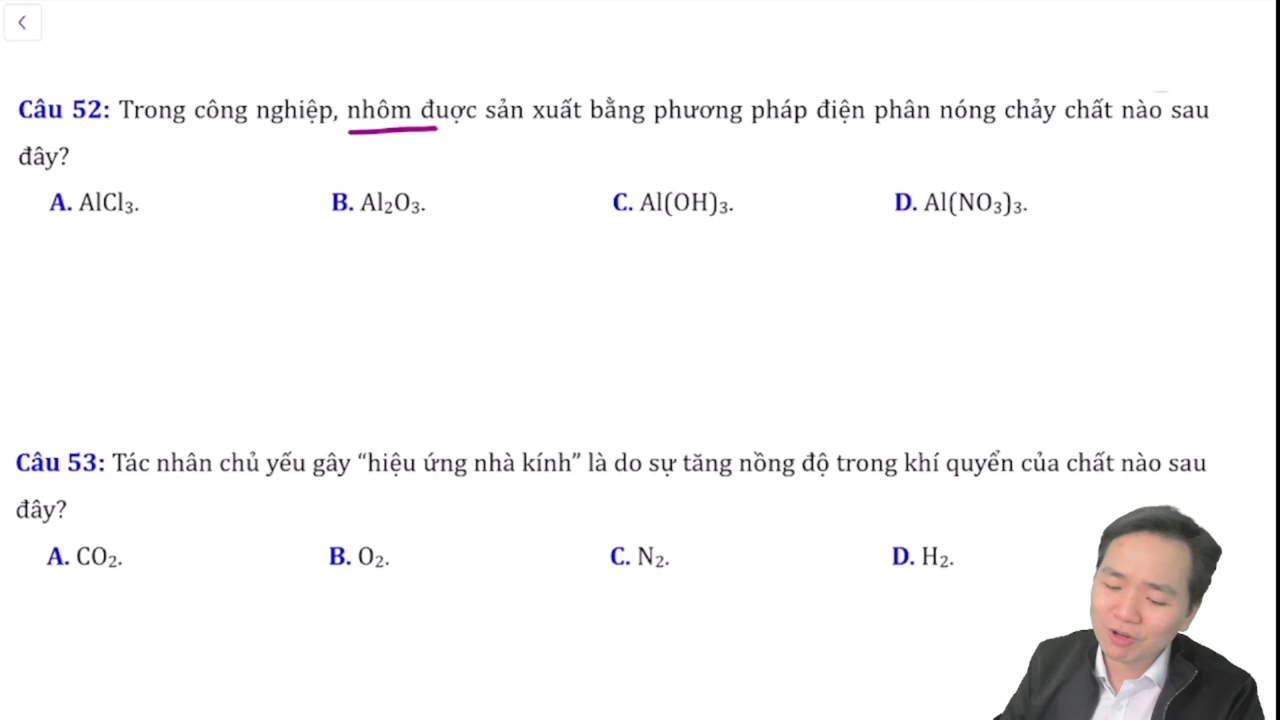 Câu 52: Trong công nghiệp, nhôm được sản xuất bằng phương pháp điện phân nóng chảy chất nào sau
đây?
A. AlCl₃. B. Al₂O₃. C. Al(OH)₃. D. Al(NO₃)₃.
Câu 53: Tác nhân chủ yếu gây “hiệu ứng nhà kính” là do sự tăng nồng độ trong khí quyển của chất nào sau
đây?
A. CO₂. B. O₂. C. N₂. D. H₂.